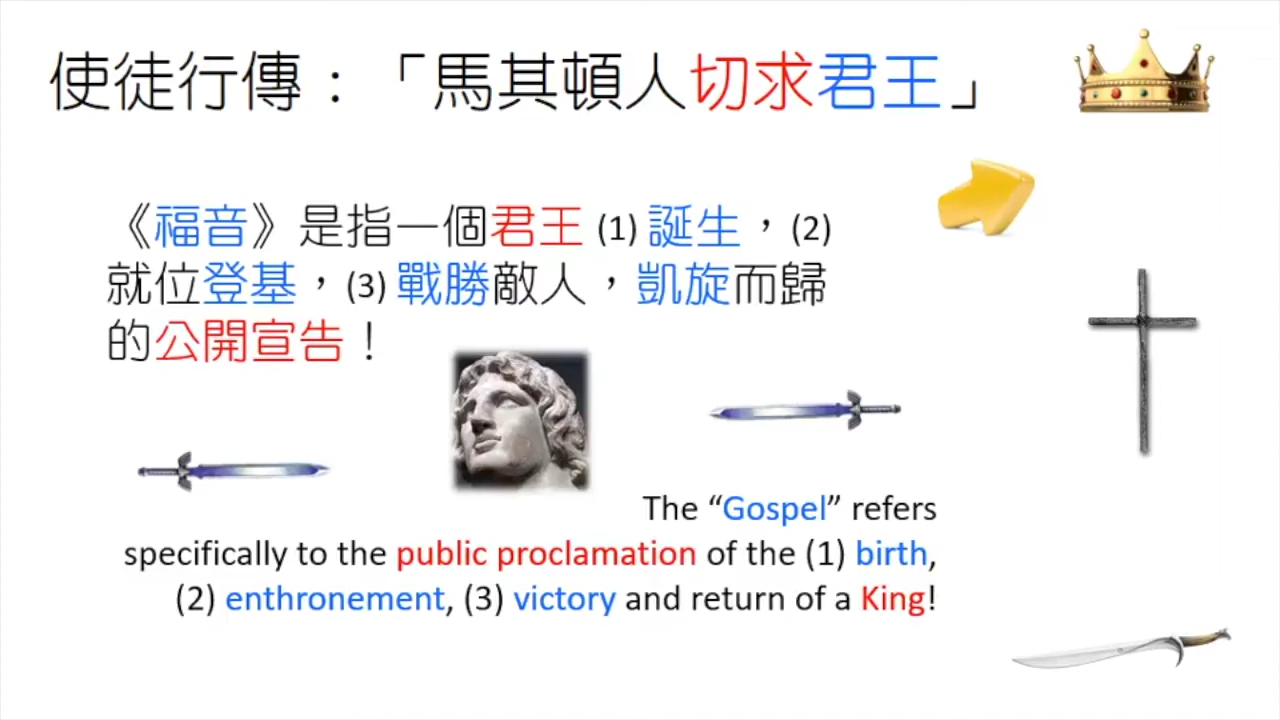 使徒行傳：「馬其頓人切求君王」
《福音》是指一個君王 (1) 誕生，(2)
就位登基，(3) 戰勝敵人，凱旋而歸
的公開宣告！
The “Gospel” refers
specifically to the public proclamation of the (1) birth,
(2) enthronement, (3) victory and return of a King!